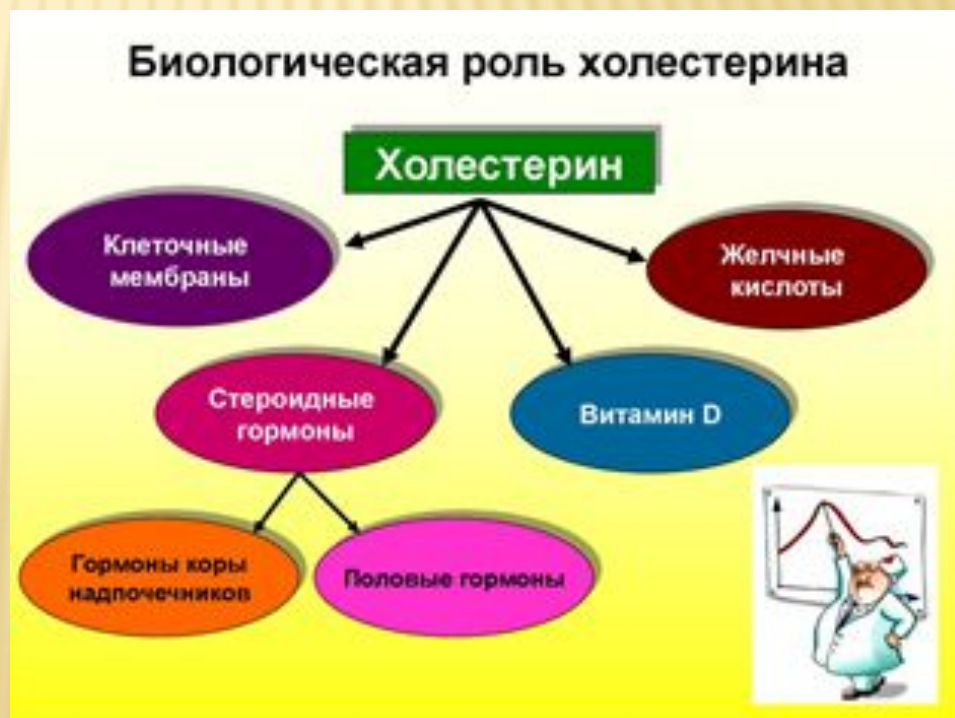 Биологическая роль холестерина
Холестерин
Клеточные
мембраны
Желчные
кислоты
Стероидные
гормоны
Витамин D
Гормоны коры
надпочечников
Половые гормоны